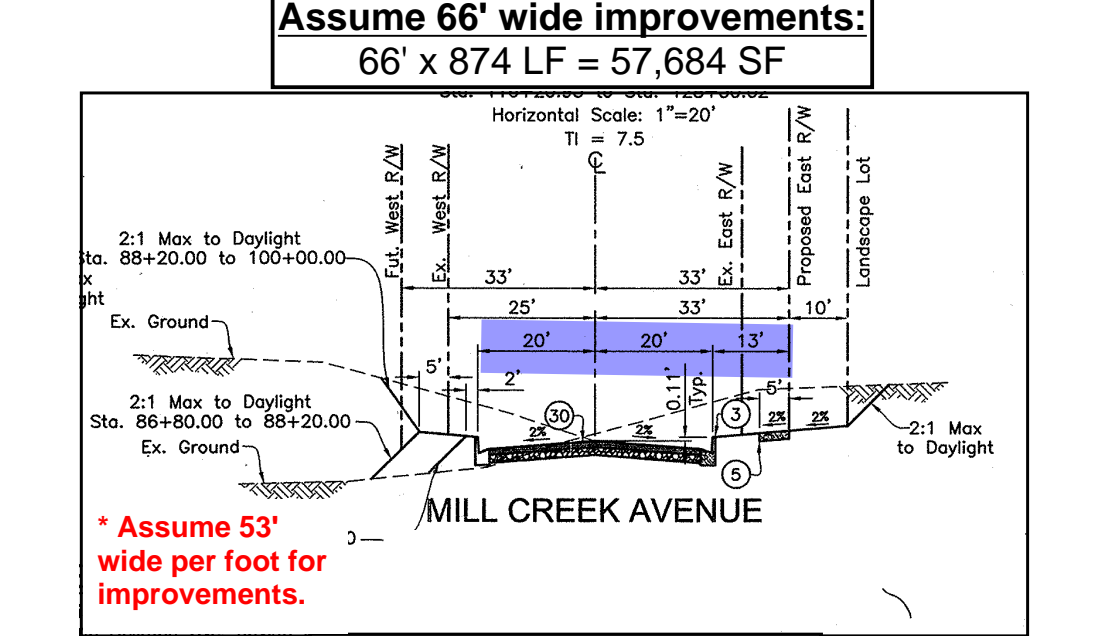 Assume 66' wide improvements:
66' x 874 LF = 57,684 SF
Horizontal Scale: 1"=20'
TI = 7.5
℄
Fut. West R/W
Ex. West R/W
Ex. East R/W
Proposed East R/W
Landscape Lot
2:1 Max to Daylight
Sta. 88+20.00 to 100+00.00
x
ght
33'
33'
25'
33'
10'
Ex. Ground
20'
20'
13'
5'
2'
0.11'
Typ.
5'
2:1 Max to Daylight
Sta. 86+80.00 to 88+20.00
30
3
2%
2%
2%
2%
Ex. Ground
5
2:1 Max
to Daylight
MILL CREEK AVENUE
* Assume 53'
wide per foot for
improvements.